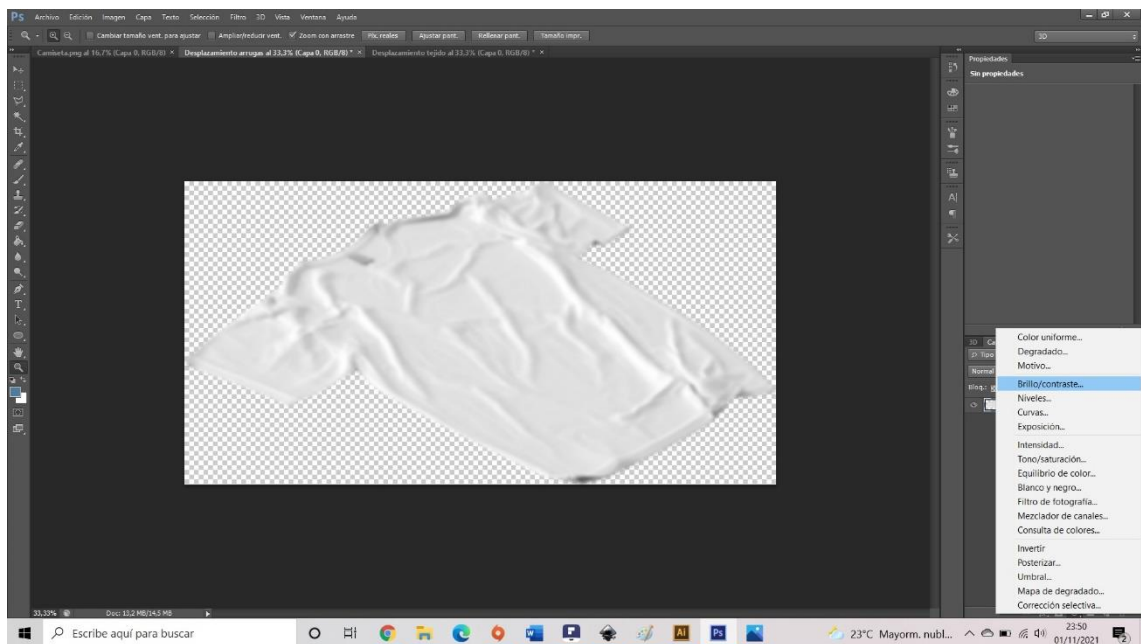 Ps Archivo Edición Imagen Capa Texto Selección Filtro 3D Vista Ventana Ayuda
Cambiar tamaño vent. para ajustar Ampliar/reducir vent. Zoom con arrastre Píx. reales Ajustar pant. Rellenar pant. Tamaño impr. 3D
Camiseta.png al 16,7% (Capa 0, RGB/8) × Desplazamiento arrugas al 33,3% (Capa 0, RGB/8) * × Desplazamiento tejido al 33,3% (Capa 0, RGB/8) * ×
Propiedades
Sin propiedades
3D Ca
Tipo
Normal
Bloq.:
Color uniforme...
Degradado...
Motivo...
Brillo/contraste...
Niveles...
Curvas...
Exposición...
Intensidad...
Tono/saturación...
Equilibrio de color...
Blanco y negro...
Filtro de fotografía...
Mezclador de canales...
Consulta de colores...
Invertir
Posterizar...
Umbral...
Mapa de degradado...
Corrección selectiva...
33,33% Doc: 13,2 MB/14,5 MB
Escribe aquí para buscar
23°C Mayorm. nubl...
23:50
01/11/2021
2